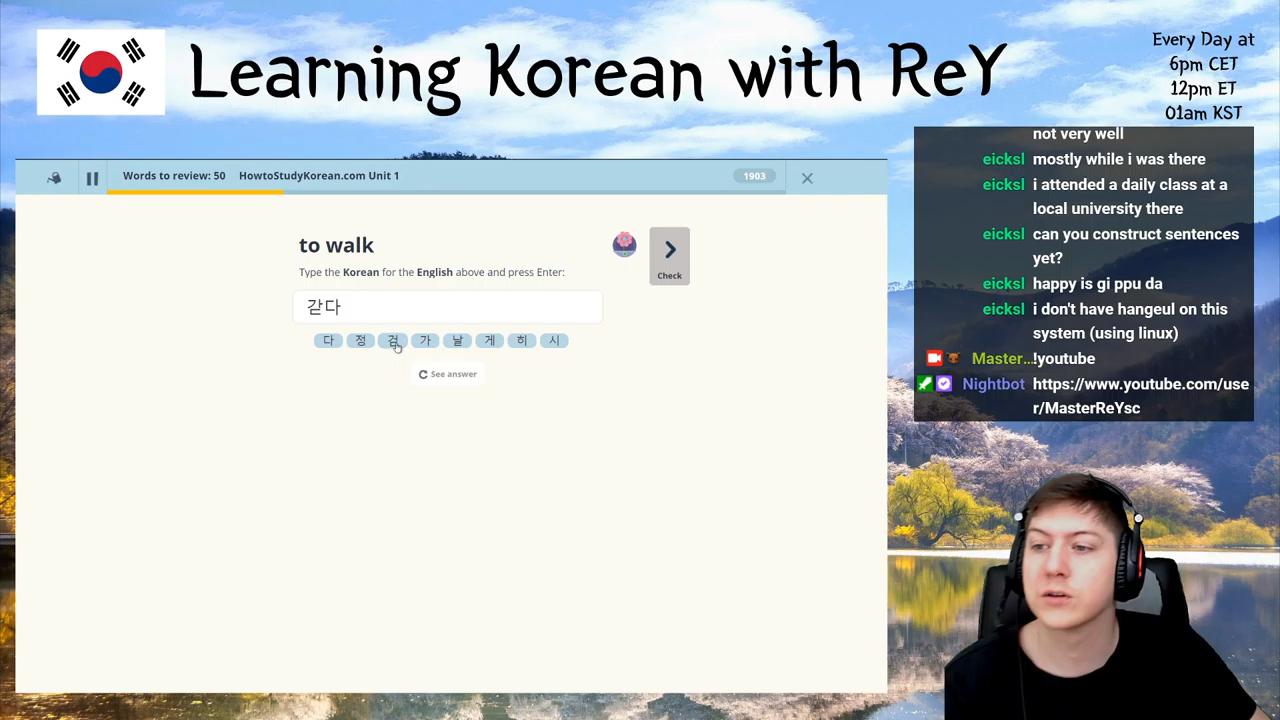 Learning Korean with ReY
Every Day at
6pm CET
12pm ET
01am KST
Words to review: 50 HowtoStudyKorean.com Unit 1
1903
to walk
Type the Korean for the English above and press Enter:
Check
갇다
다 정 가 날 게 히 시
See answer
not very well
eicksl mostly while i was there
eicksl i attended a daily class at a
local university there
eicksl can you construct sentences
yet?
eicksl happy is gi ppu da
eicksl i don't have hangeul on this
system (using linux)
Master... !youtube
Nightbot https://www.youtube.com/use
r/MasterReYsc